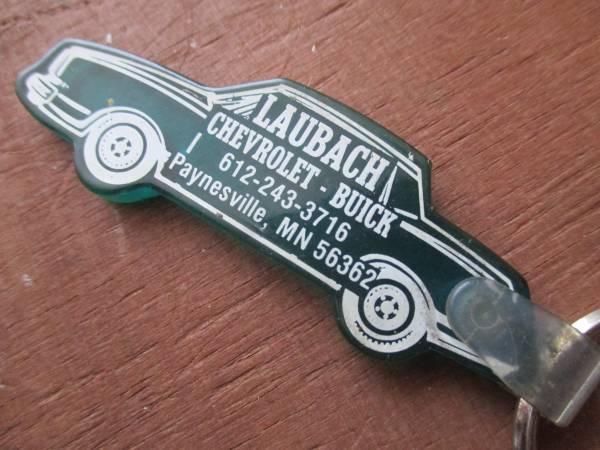 LAUBACH
CHEVROLET - BUICK
612-243-3716
Paynesville, MN 56362